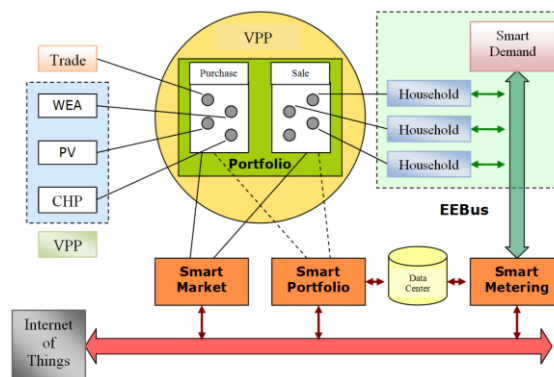 VPP
Smart
Demand
Trade
Purchase
Sale
WEA
Household
PV
Household
Portfolio
Household
CHP
EEBus
VPP
Smart
Market
Smart
Portfolio
Data
Center
Smart
Metering
Internet
of
Things